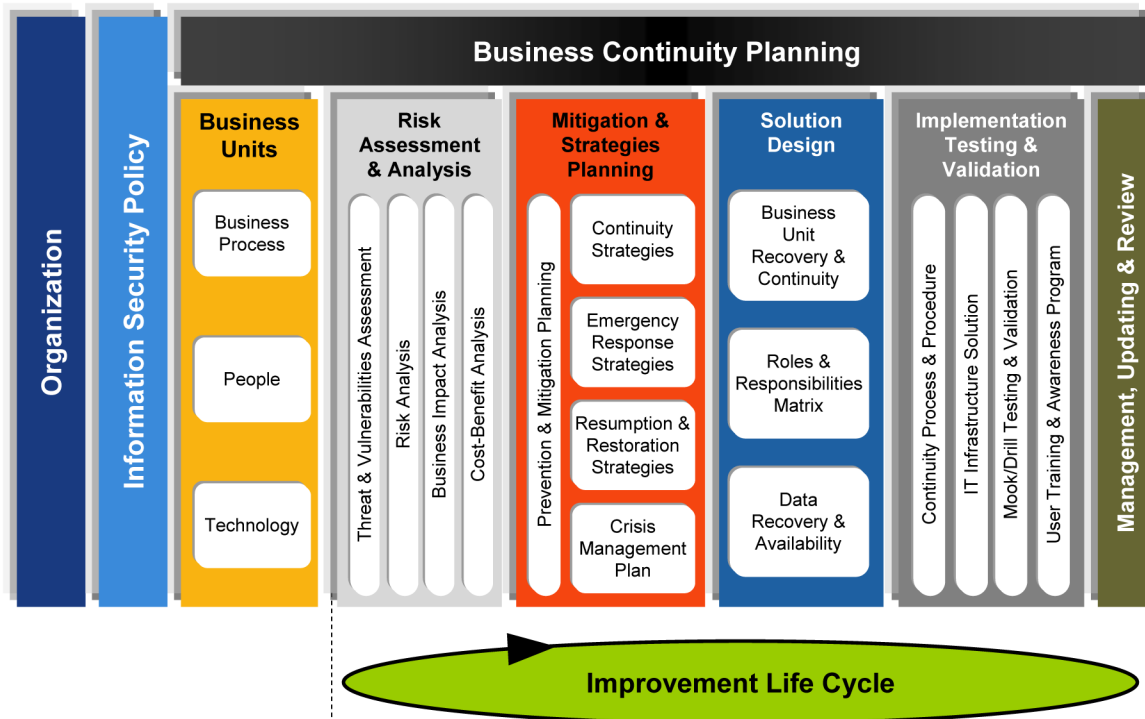 Business Continuity Planning
Organization
Information Security Policy
Business
Units
Business
Process
People
Technology
Risk
Assessment
& Analysis
Threat & Vulnerabilities Assessment
Risk Analysis
Business Impact Analysis
Cost-Benefit Analysis
Mitigation &
Strategies
Planning
Prevention & Mitigation Planning
Continuity
Strategies
Emergency
Response
Strategies
Resumption &
Restoration
Strategies
Crisis
Management
Plan
Solution
Design
Business
Unit
Recovery &
Continuity
Roles &
Responsibilities
Matrix
Data
Recovery &
Availability
Implementation
Testing &
Validation
Continuity Process & Procedure
IT Infrastructure Solution
Mook/Drill Testing & Validation
User Training & Awareness Program
Management, Updating & Review
Improvement Life Cycle